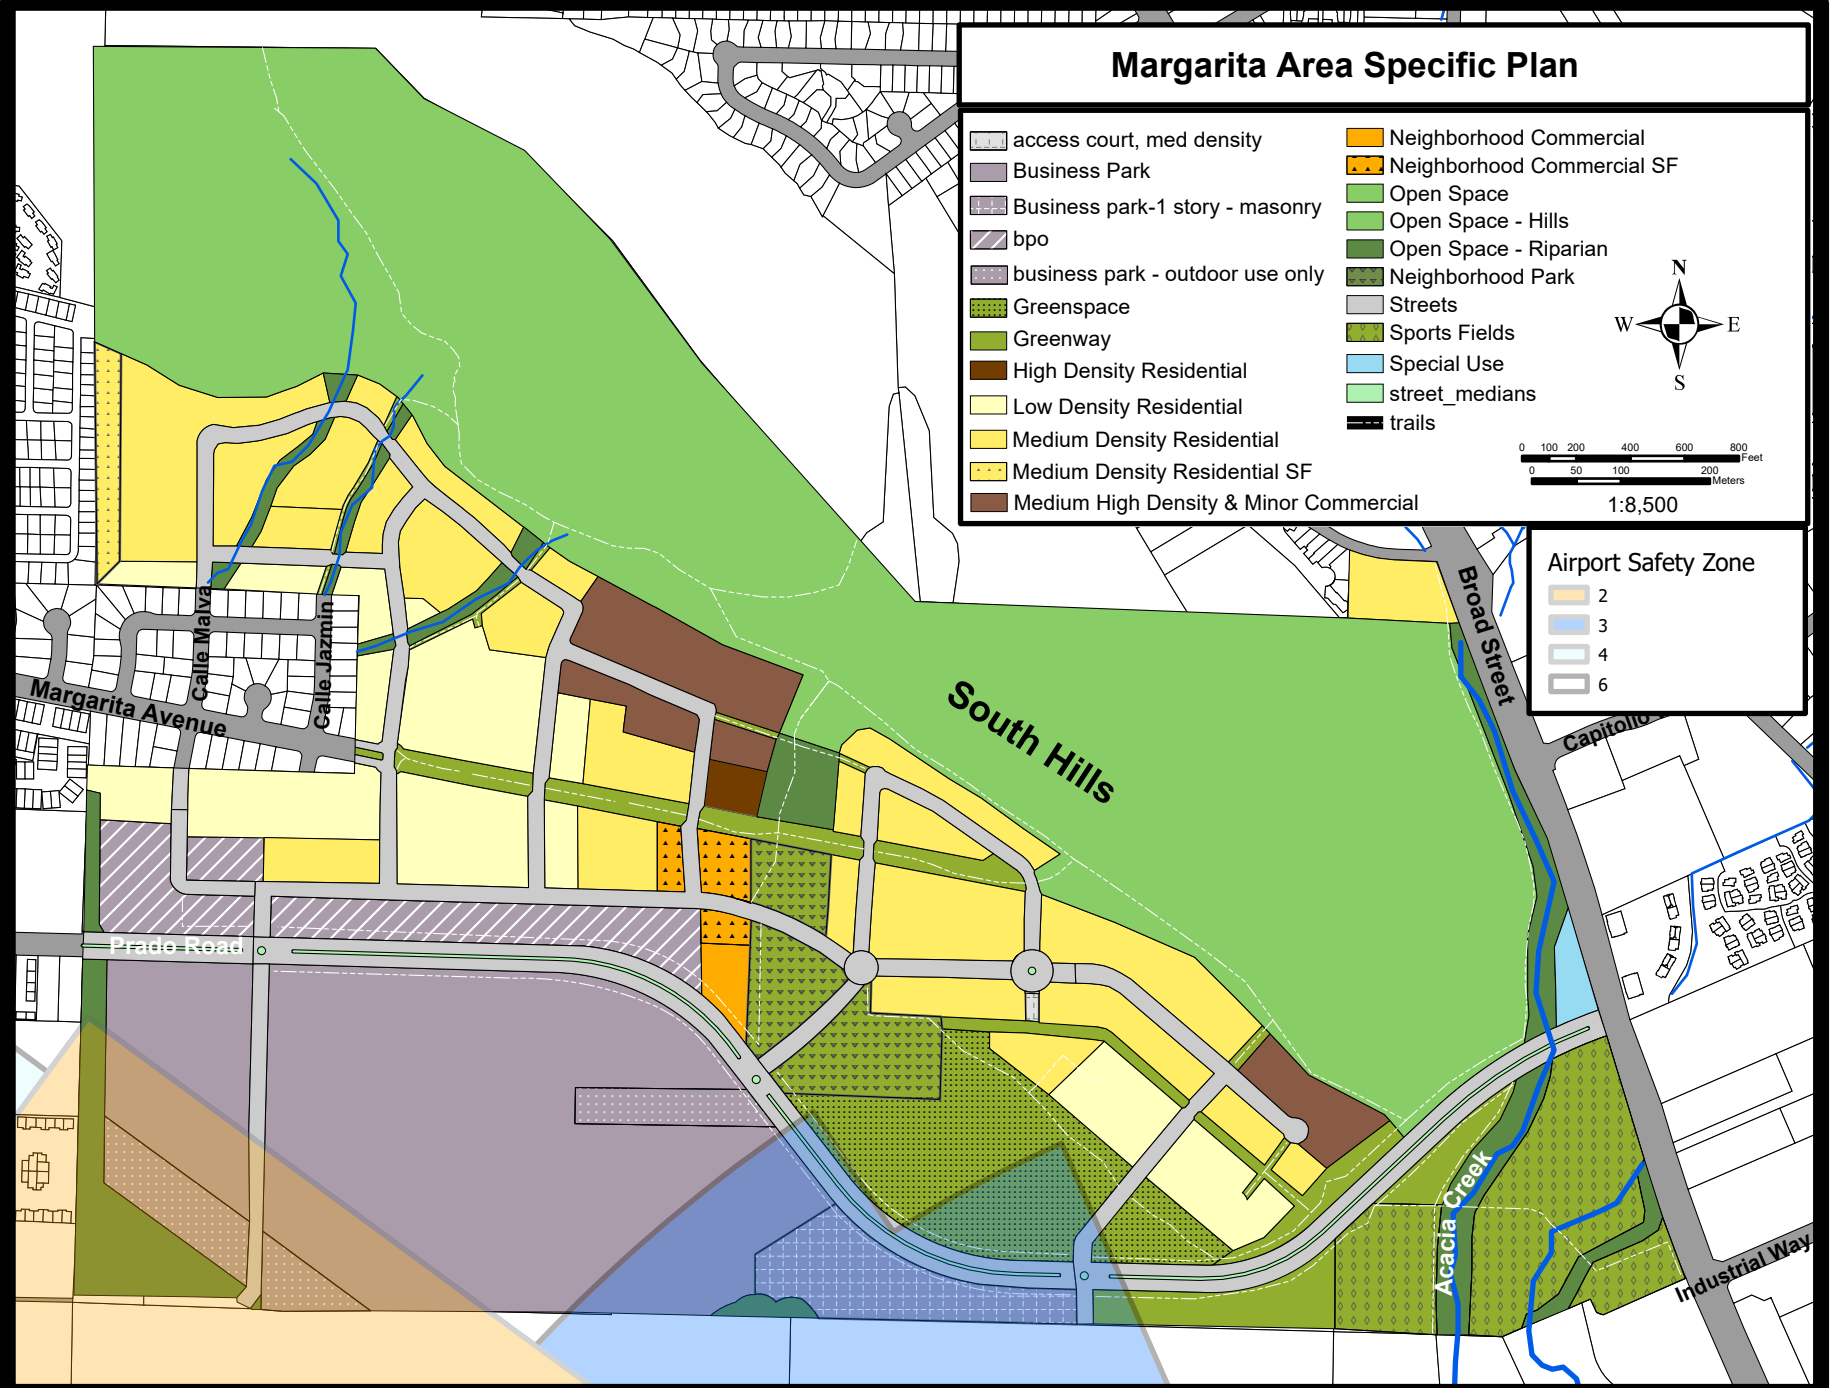 Margarita Area Specific Plan
access court, med density
Business Park
Business park-1 story - masonry
bpo
business park - outdoor use only
Greenspace
Greenway
High Density Residential
Low Density Residential
Medium Density Residential
Medium Density Residential SF
Medium High Density & Minor Commercial
Neighborhood Commercial
Neighborhood Commercial SF
Open Space
Open Space - Hills
Open Space - Riparian
Neighborhood Park
Streets
Sports Fields
Special Use
street_medians
trails
N
W E
S
0 100 200 400 600 800
Feet
0 50 100 200
Meters
1:8,500
Airport Safety Zone
2
3
4
6
Broad Street
Capitolio
Calle Malva
Calle Jazmin
Margarita Avenue
South Hills
Prado Road
Acacia Creek
Industrial Way